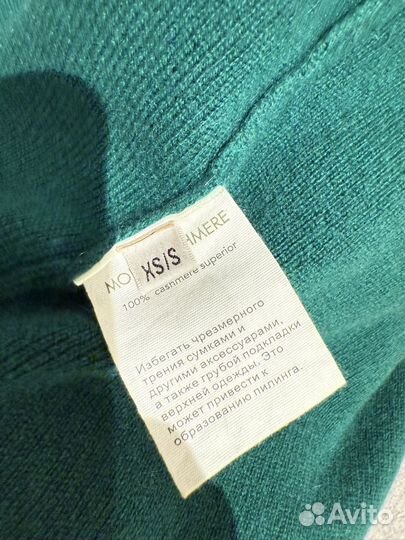 MO
HMERE
XS/S
100% cashmere superior
Избегать чрезмерного
трения сумками и
другими аксессуарами,
а также грубой подкладки
верхней одежды. Это
может привести к
образованию пилинга.
Avito